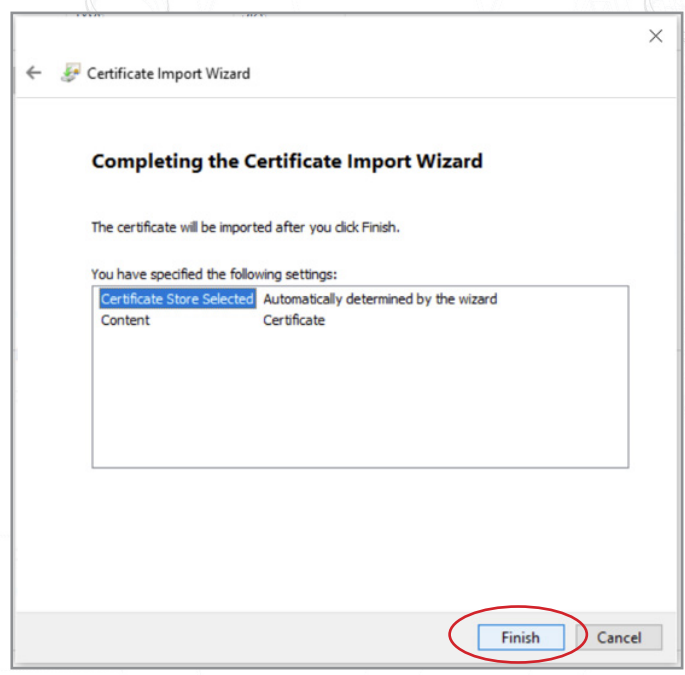 Certificate Import Wizard
Completing the Certificate Import Wizard
The certificate will be imported after you click Finish.
You have specified the following settings:
Certificate Store Selected Automatically determined by the wizard
Content Certificate
Finish Cancel